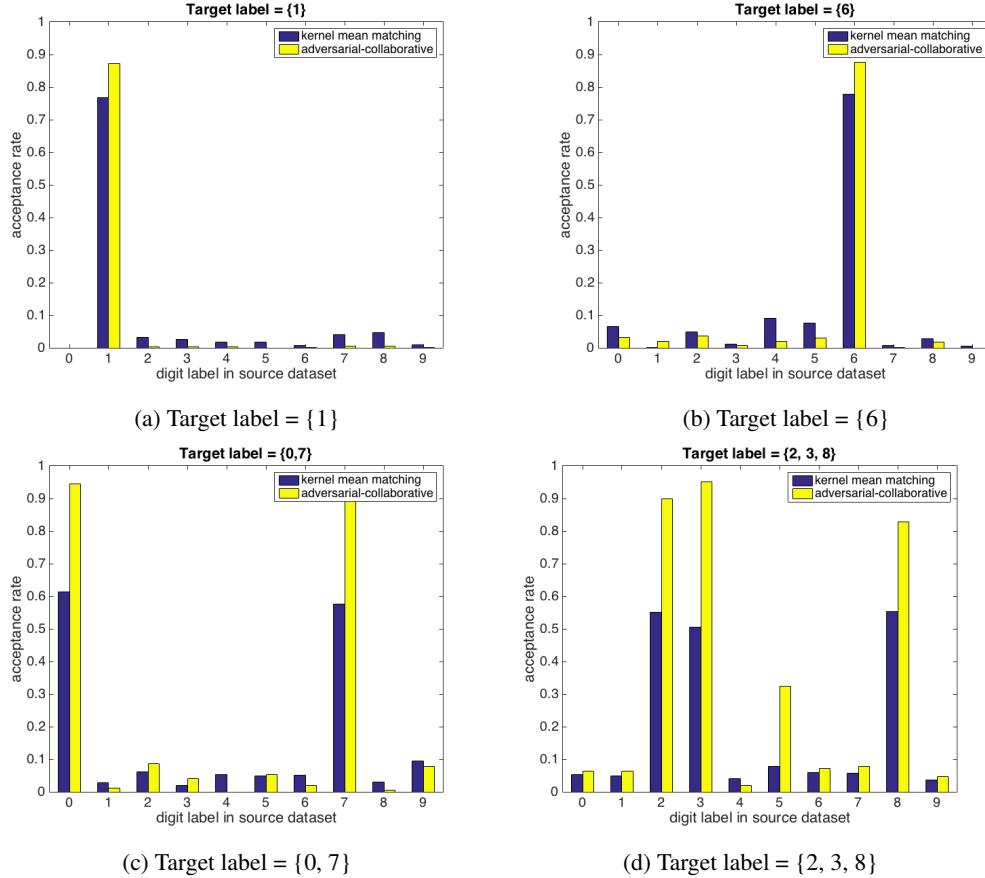 Target label = {1}
kernel mean matching
adversarial-collaborative
1
0.9
0.8
0.7
0.6
0.5
0.4
0.3
0.2
0.1
0
acceptance rate
0 1 2 3 4 5 6 7 8 9
digit label in source dataset
(a) Target label = {1}
Target label = {6}
kernel mean matching
adversarial-collaborative
1
0.9
0.8
0.7
0.6
0.5
0.4
0.3
0.2
0.1
0
acceptance rate
0 1 2 3 4 5 6 7 8 9
digit label in source dataset
(b) Target label = {6}
Target label = {0,7}
kernel mean matching
adversarial-collaborative
1
0.9
0.8
0.7
0.6
0.5
0.4
0.3
0.2
0.1
0
acceptance rate
0 1 2 3 4 5 6 7 8 9
digit label in source dataset
(c) Target label = {0, 7}
Target label = {2, 3, 8}
kernel mean matching
adversarial-collaborative
1
0.9
0.8
0.7
0.6
0.5
0.4
0.3
0.2
0.1
0
acceptance rate
0 1 2 3 4 5 6 7 8 9
digit label in source dataset
(d) Target label = {2, 3, 8}